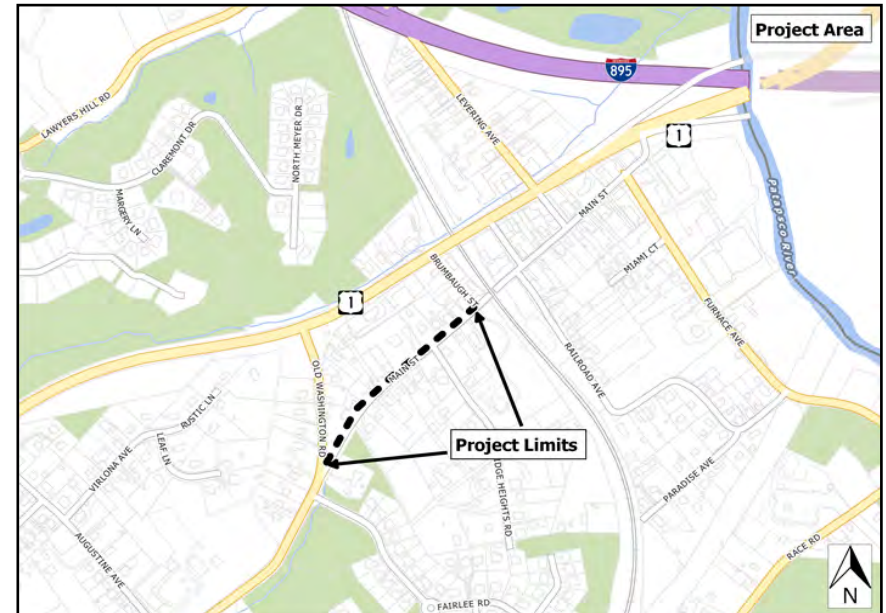 Project Area
895
LAWYERS HILL RD
LEVERING AVE
CLAREMONT DR
NORTH MEYER DR
1
MARGERY LN
MAIN ST
Patapsco River
MIAMI CT
BRUMBAUGH ST
1
FURNACE AVE
OLD WASHINGTON RD
MAIN ST
RAILROAD AVE
RUSTIC LN
VIRLONA AVE
LEAF LN
Project Limits
IDGE HEIGHTS RD
PARADISE AVE
AUGUSTINE AVE
RACE RD
FAIRLEE RD
N